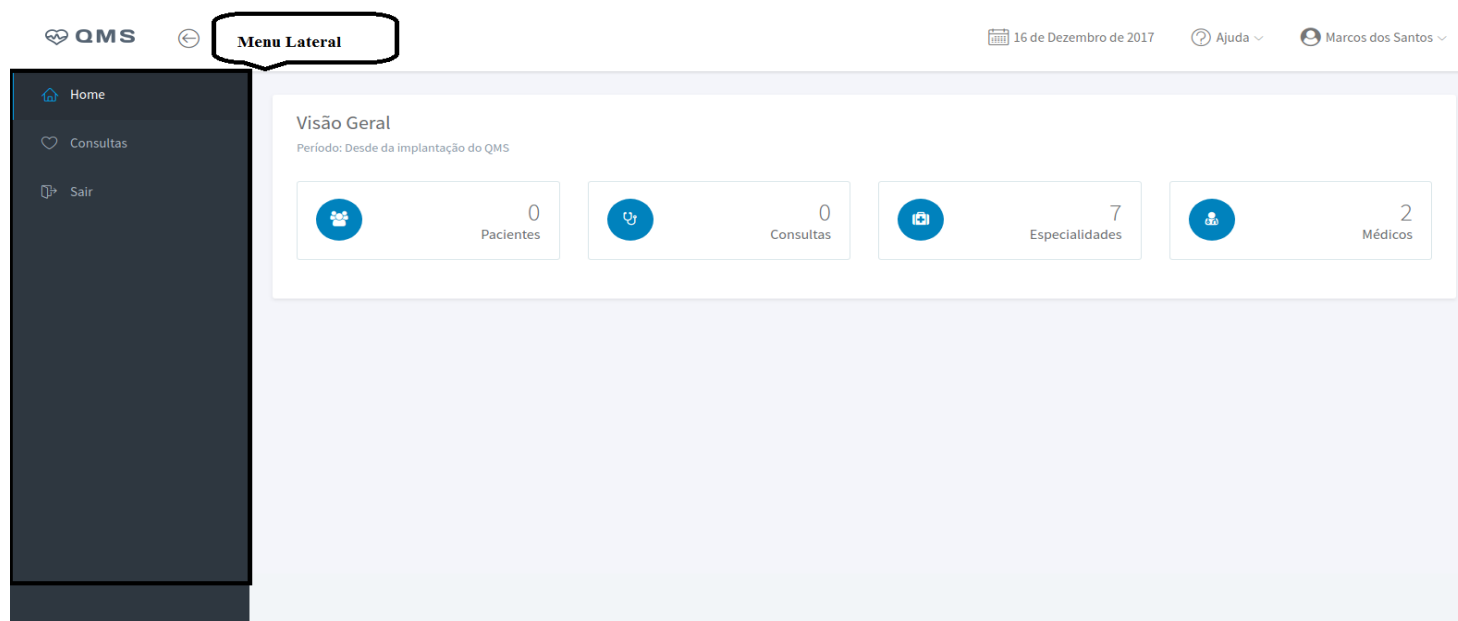 QMS
Menu Lateral
16 de Dezembro de 2017
Ajuda
Marcos dos Santos
Home
Consultas
Sair
Visão Geral
Período: Desde da implantação do QMS
0
Pacientes
0
Consultas
7
Especialidades
2
Médicos